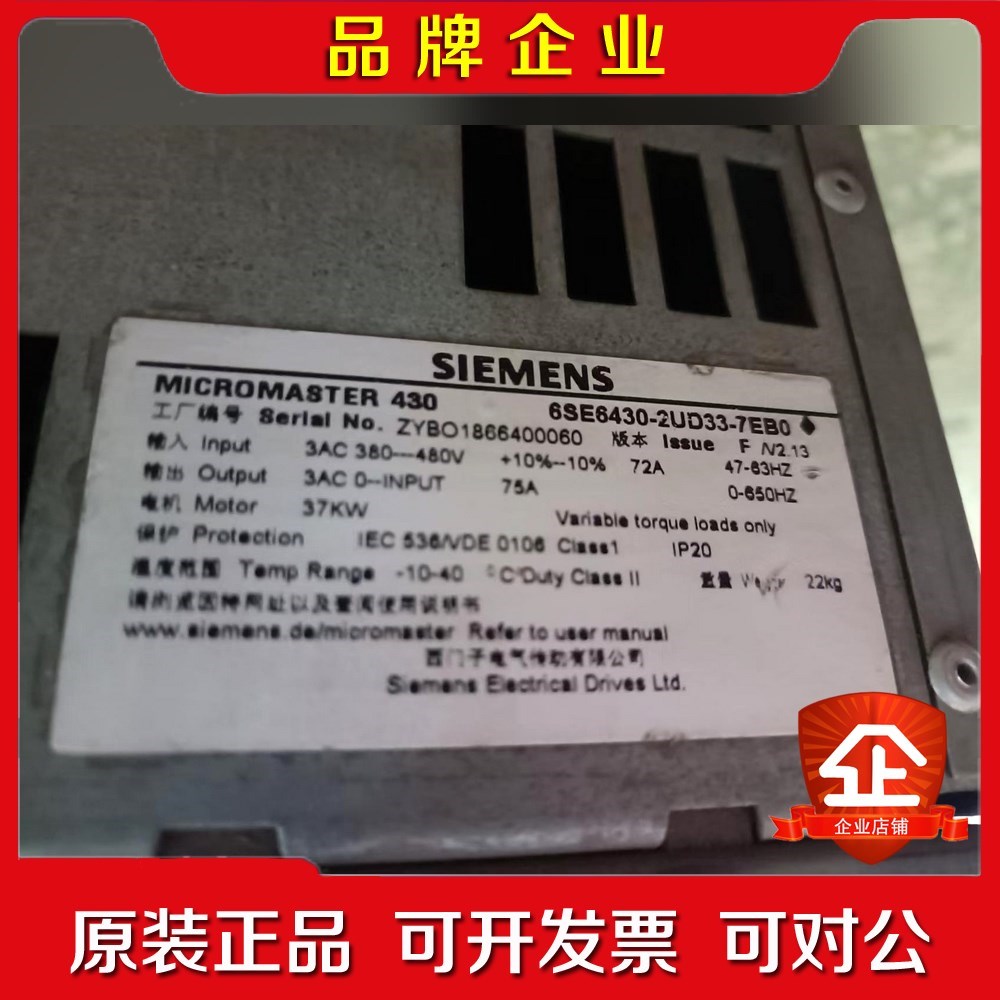 品牌企业
SIEMENS
MICROMASTER 430 6SE6430-2UD33-7EB0
工厂编号 Serial No. ZYBO1866400060 版本 Issue F /V2.13
输入 Input 3AC 380---480V +10%--10% 72A 47-63HZ
输出 Output 3AC 0--INPUT 75A 0-650HZ
电机 Motor 37KW Variable torque loads only
保护 Protection IEC 536/VDE 0106 Class1 IP20
温度范围 Temp Range -10-40 °C Duty Class II 重量 22kg
请浏览因特网址以及查阅使用说明书
www.siemens.de/micromaster Refer to user manual
西门子电气传动有限公司
Siemens Electrical Drives Ltd.
企
企业店铺
原装正品 可开发票 可对公